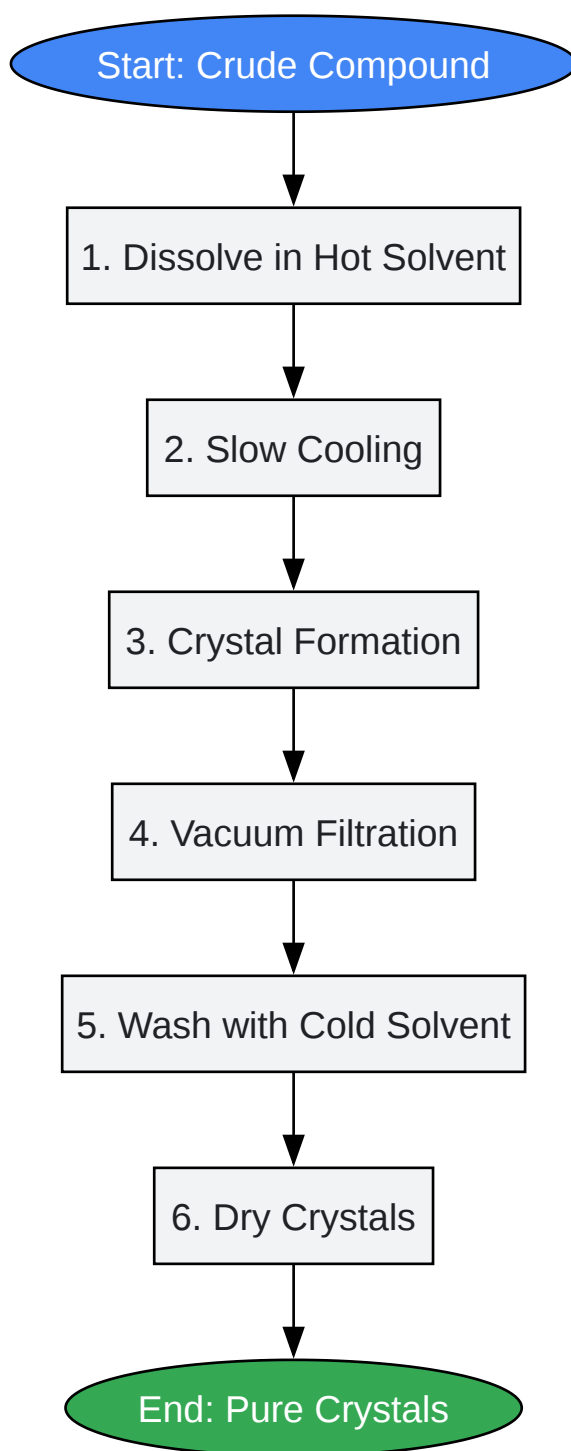 Start: Crude Compound
1. Dissolve in Hot Solvent
2. Slow Cooling
3. Crystal Formation
4. Vacuum Filtration
5. Wash with Cold Solvent
6. Dry Crystals
End: Pure Crystals